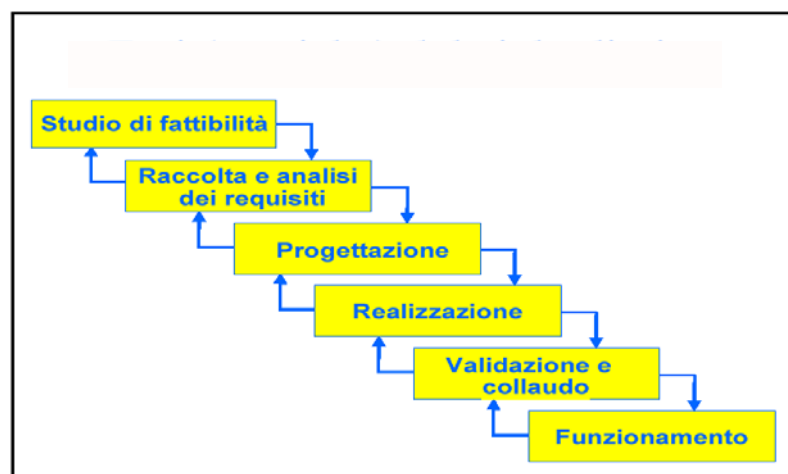 Studio di fattibilità
Raccolta e analisi
dei requisiti
Progettazione
Realizzazione
Validazione e
collaudo
Funzionamento